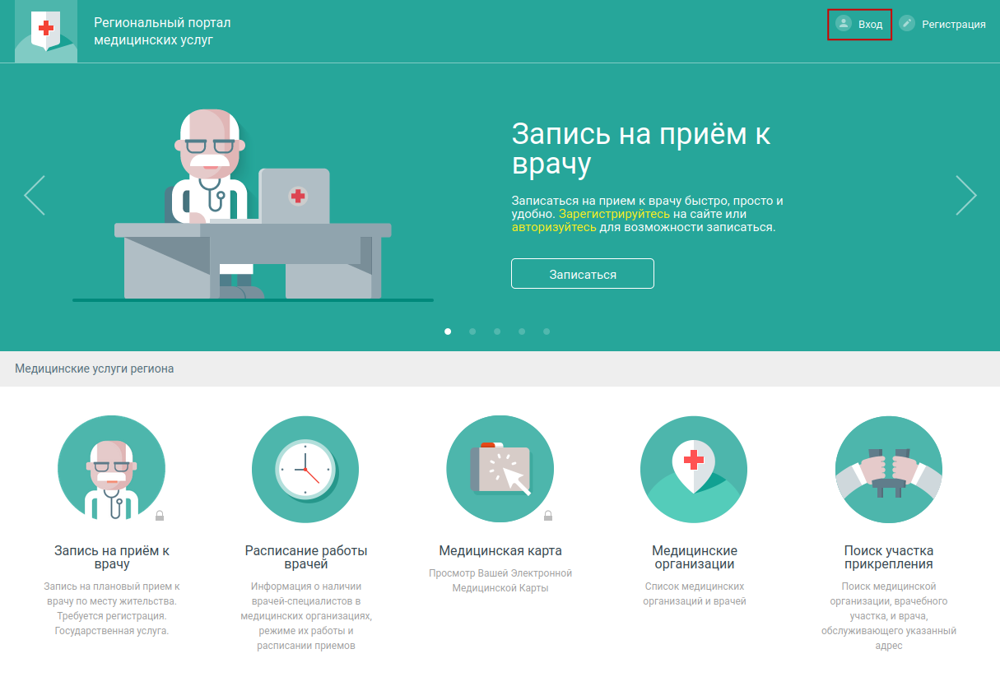 Региональный портал
медицинских услуг
Вход
Регистрация
Запись на приём к
врачу
Записаться на прием к врачу быстро, просто и
удобно. Зарегистрируйтесь на сайте или
авторизуйтесь для возможности записаться.
Записаться
Медицинские услуги региона
Запись на приём к
врачу
Запись на плановый прием к
врачу по месту жительства.
Требуется регистрация.
Государственная услуга.
Расписание работы
врачей
Информация о наличии
врачей-специалистов в
медицинских организациях,
режиме их работы и
расписании приемов
Медицинская карта
Просмотр Вашей Электронной
Медицинской Карты
Медицинские
организации
Список медицинских
организаций и врачей
Поиск участка
прикрепления
Поиск медицинской
организации, врачебного
участка, и врача,
обслуживающего указанный
адрес